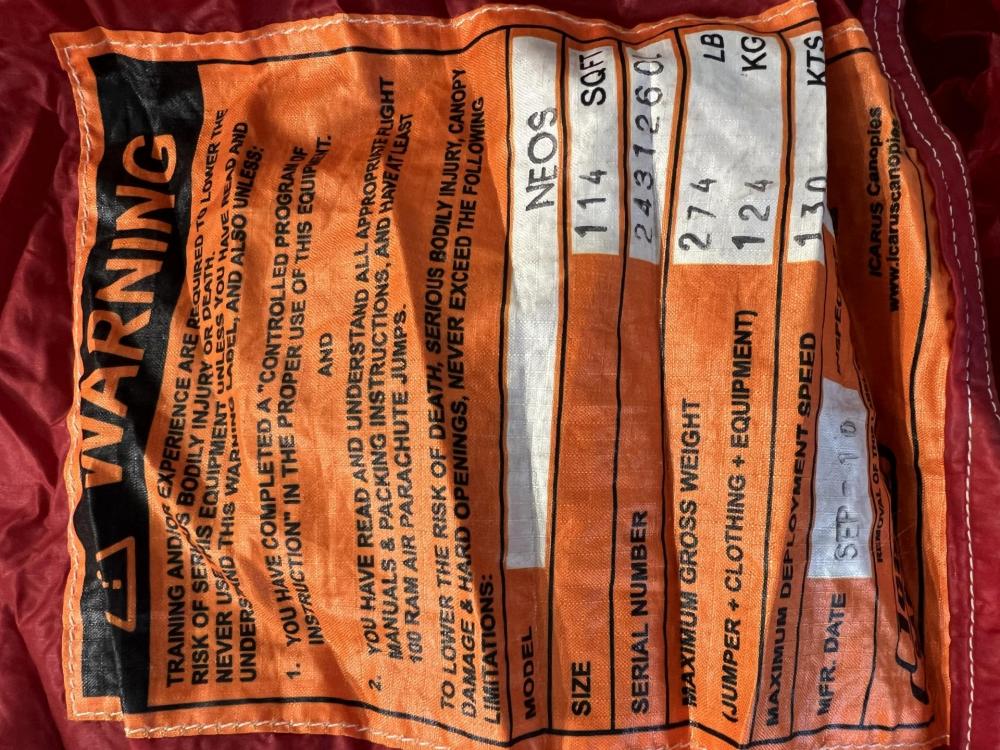 WARNING
TRAINING AND/OR EXPERIENCE ARE REQUIRED TO LOWER THE
RISK OF SERIOUS BODILY INJURY OR DEATH.
NEVER USE THIS EQUIPMENT UNLESS YOU HAVE READ AND
UNDERSTAND THIS WARNING LABEL, AND ALSO UNLESS:
1. YOU HAVE COMPLETED A "CONTROLLED PROGRAM OF
INSTRUCTION" IN THE PROPER USE OF THIS EQUIPMENT.
AND
2. YOU HAVE READ AND UNDERSTAND ALL APPROPRIATE FLIGHT
MANUALS & PACKING INSTRUCTIONS, AND HAVE AT LEAST
100 RAM AIR PARACHUTE JUMPS.
TO LOWER THE RISK OF DEATH, SERIOUS BODILY INJURY, CANOPY
DAMAGE & HARD OPENINGS, NEVER EXCEED THE FOLLOWING
LIMITATIONS:
MODEL NEOS
SIZE 114 SQFT
SERIAL NUMBER 2431260
MAXIMUM GROSS WEIGHT 274 LB
(JUMPER + CLOTHING + EQUIPMENT) 124 KG
MAXIMUM DEPLOYMENT SPEED 130 KTS
MFR. DATE SEP - 10
REMOVAL OF THIS
ICARUS Canopies
www.icaruscanopies